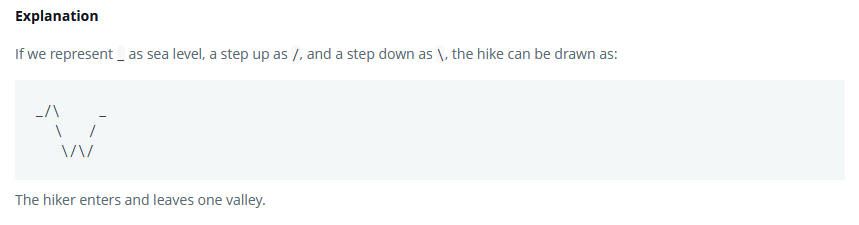 Explanation
If we represent _ as sea level, a step up as /, and a step down as \, the hike can be drawn as:
_/\      _
   \    /
    \/\/
The hiker enters and leaves one valley.